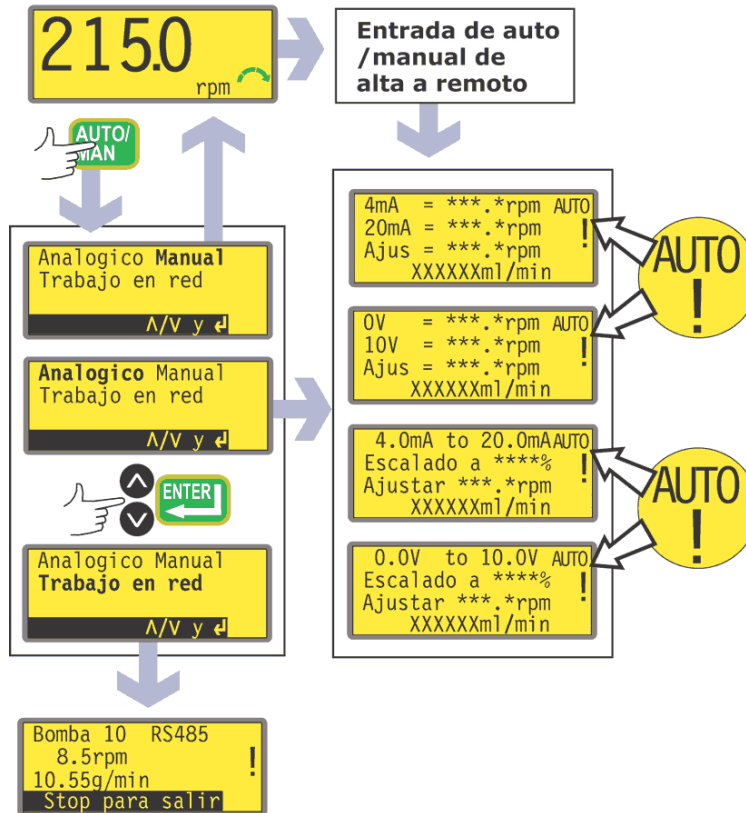 215.0
rpm
Entrada de auto
/manual de
alta a remoto
AUTO/
MAN
Analogico Manual
Trabajo en red
Λ/V y ↲
Analogico Manual
Trabajo en red
Λ/V y ↲
ENTER
Analogico Manual
Trabajo en red
Λ/V y ↲
Bomba 10 RS485
8.5rpm
!
10.55g/min
Stop para salir
4mA = ***.*rpm AUTO
20mA = ***.*rpm !
Ajus = ***.*rpm
XXXXXXml/min
0V = ***.*rpm AUTO
10V = ***.*rpm !
Ajus = ***.*rpm
XXXXXXml/min
AUTO
!
4.0mA to 20.0mA AUTO
Escalado a ****% !
Ajustar ***.*rpm
XXXXXXml/min
0.0V to 10.0V AUTO
Escalado a ****% !
Ajustar ***.*rpm
XXXXXXml/min
AUTO
!